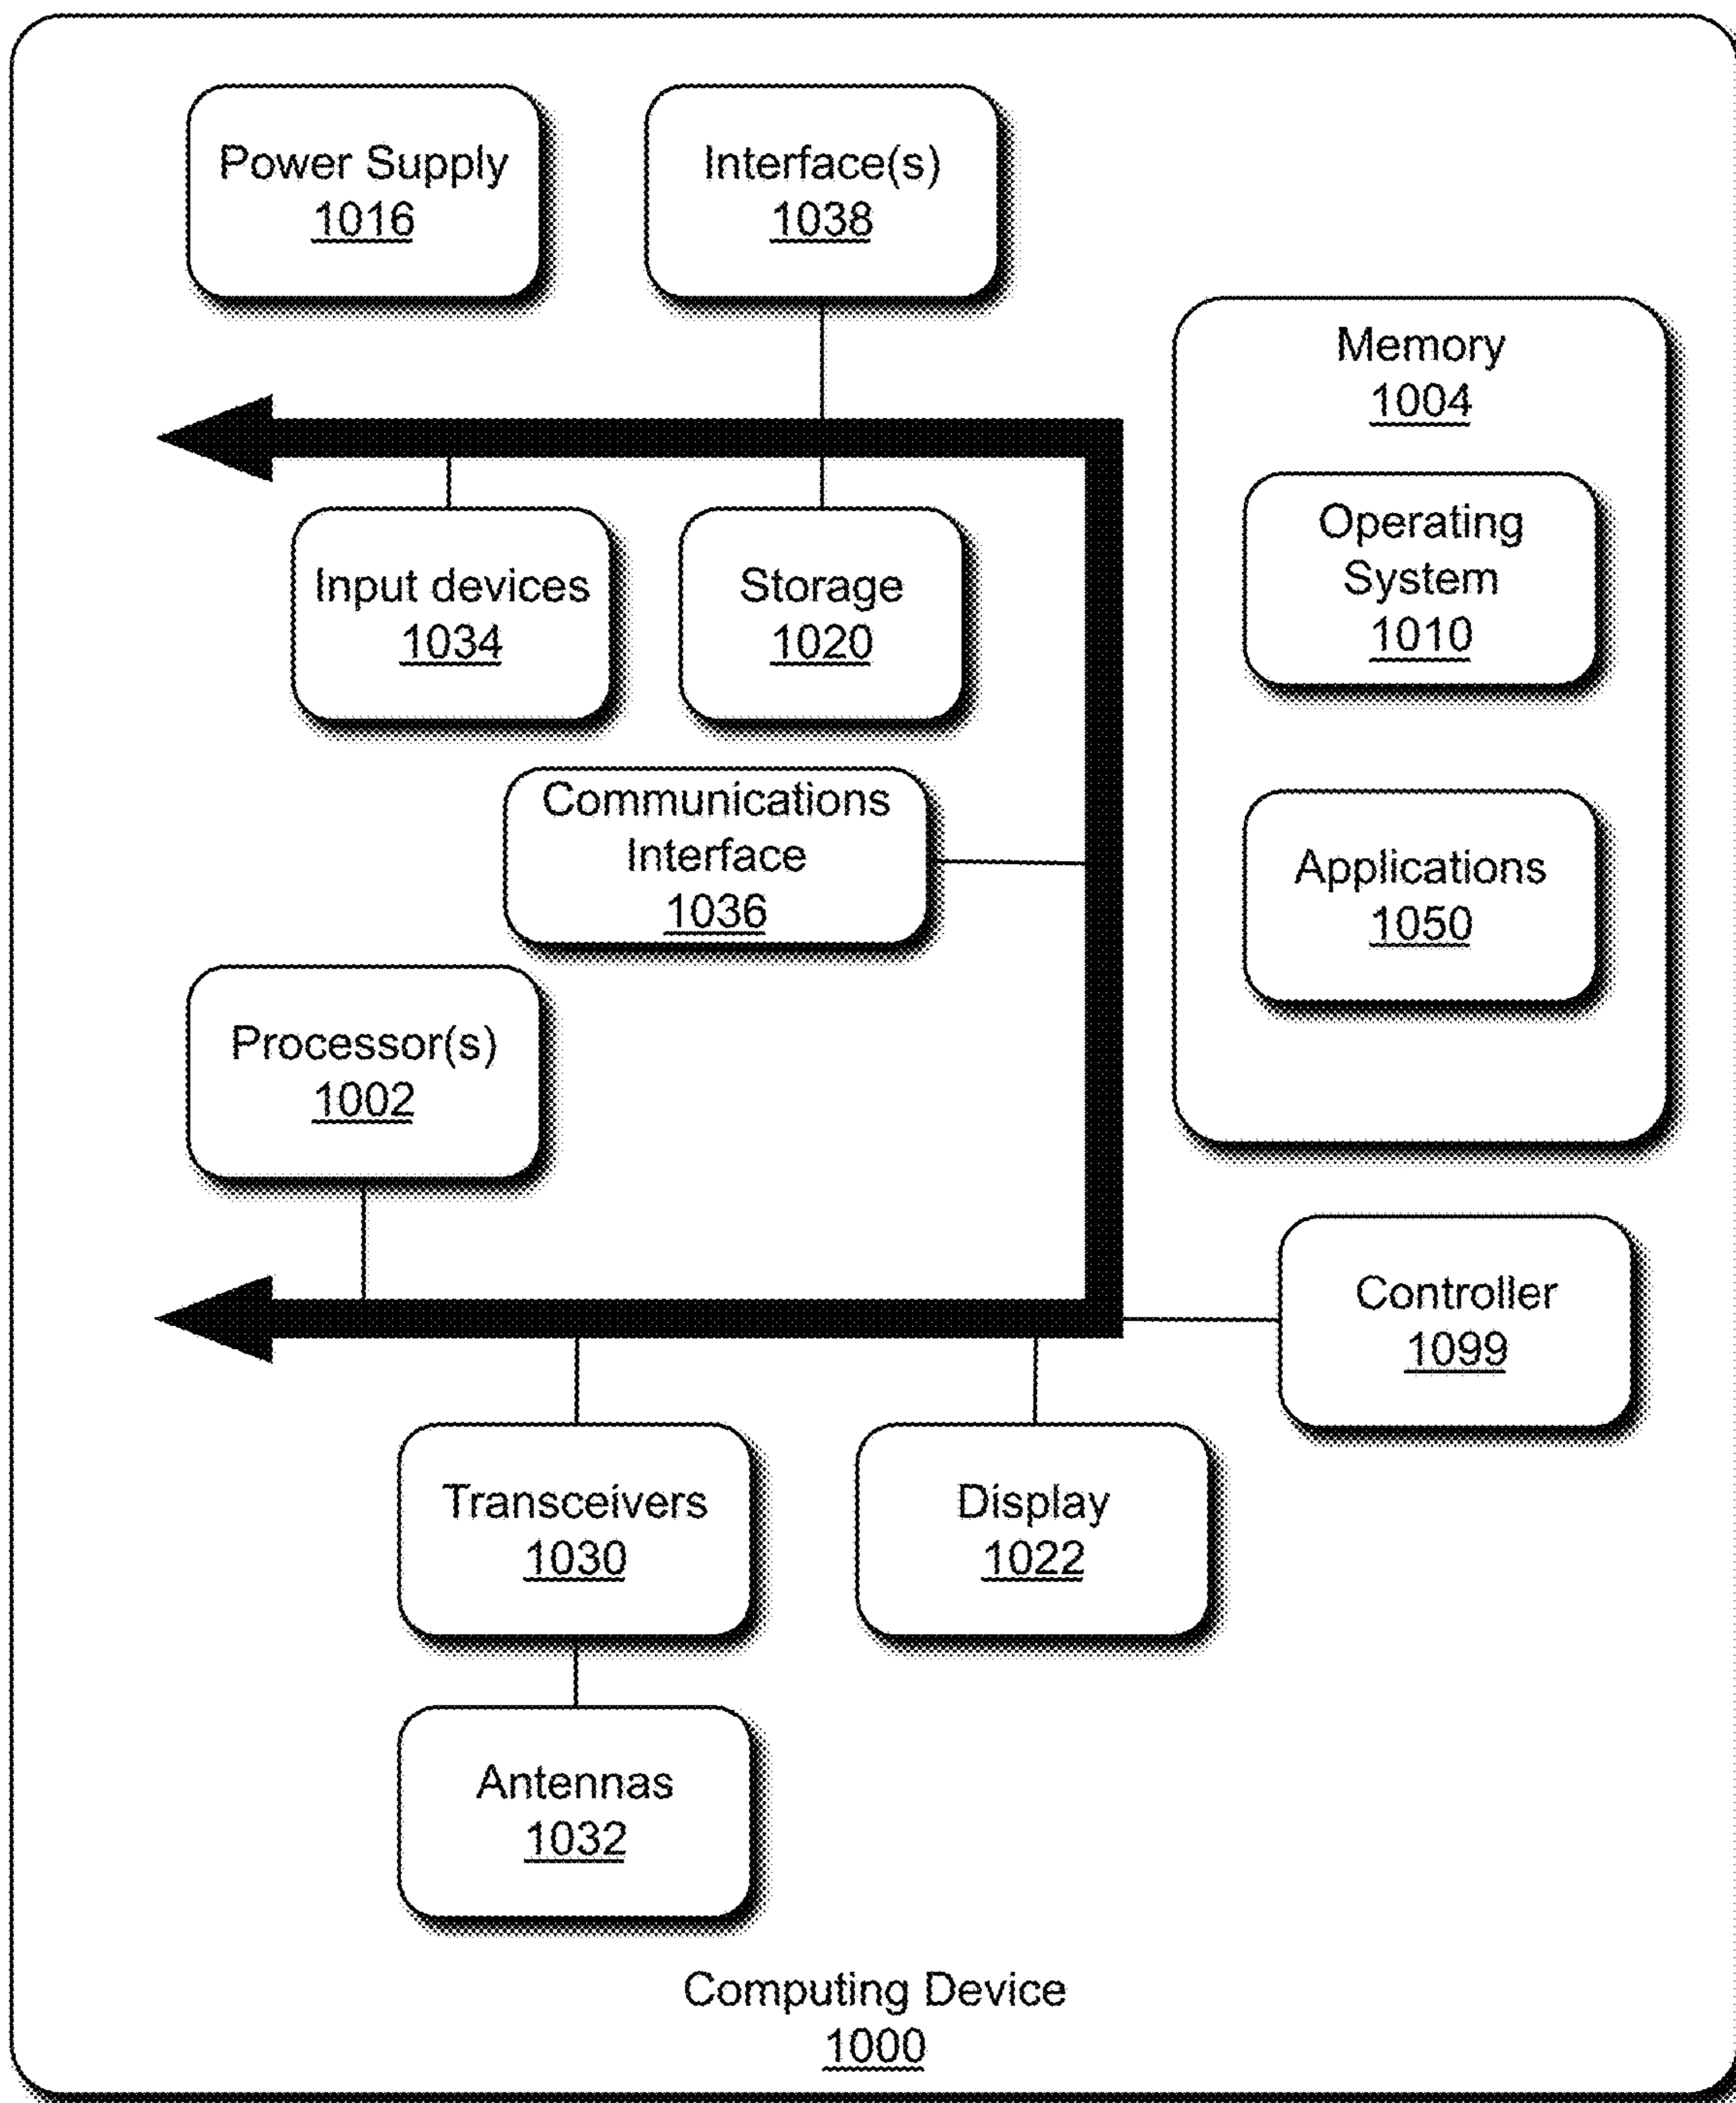 Power Supply
1016
Interface(s)
1038
Memory
1004
Operating
System
1010
Input devices
1034
Storage
1020
Communications
Interface
1036
Applications
1050
Processor(s)
1002
Controller
1099
Transceivers
1030
Display
1022
Antennas
1032
Computing Device
1000